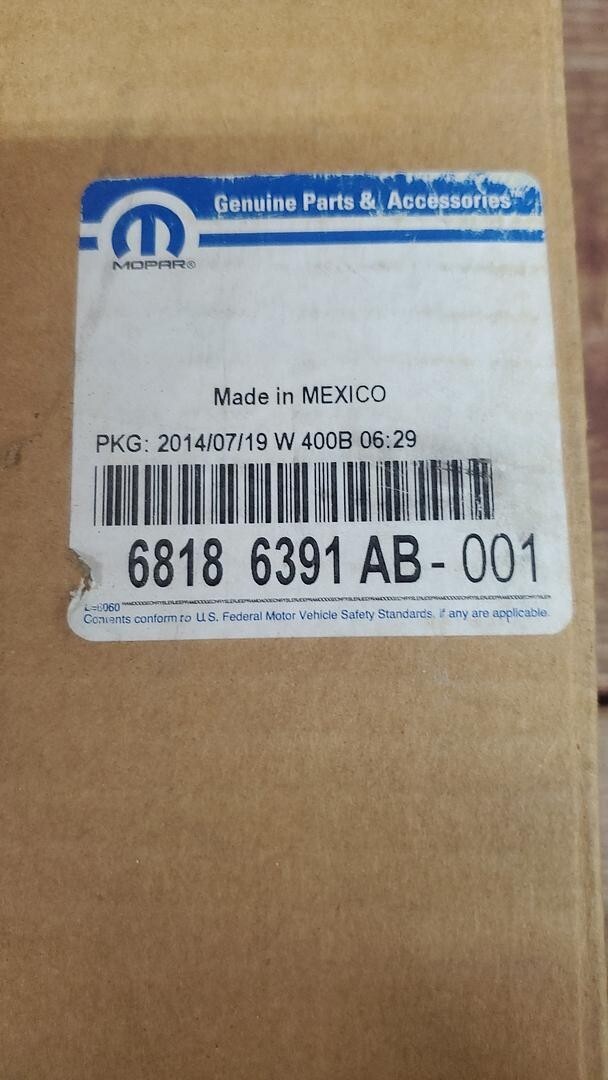 Genuine Parts & Accessories
MOPAR®
Made in MEXICO
PKG: 2014/07/19 W 400B 06:29
6818 6391 AB - 001
Contents conform to U.S. Federal Motor Vehicle Safety Standards, if any are applicable.